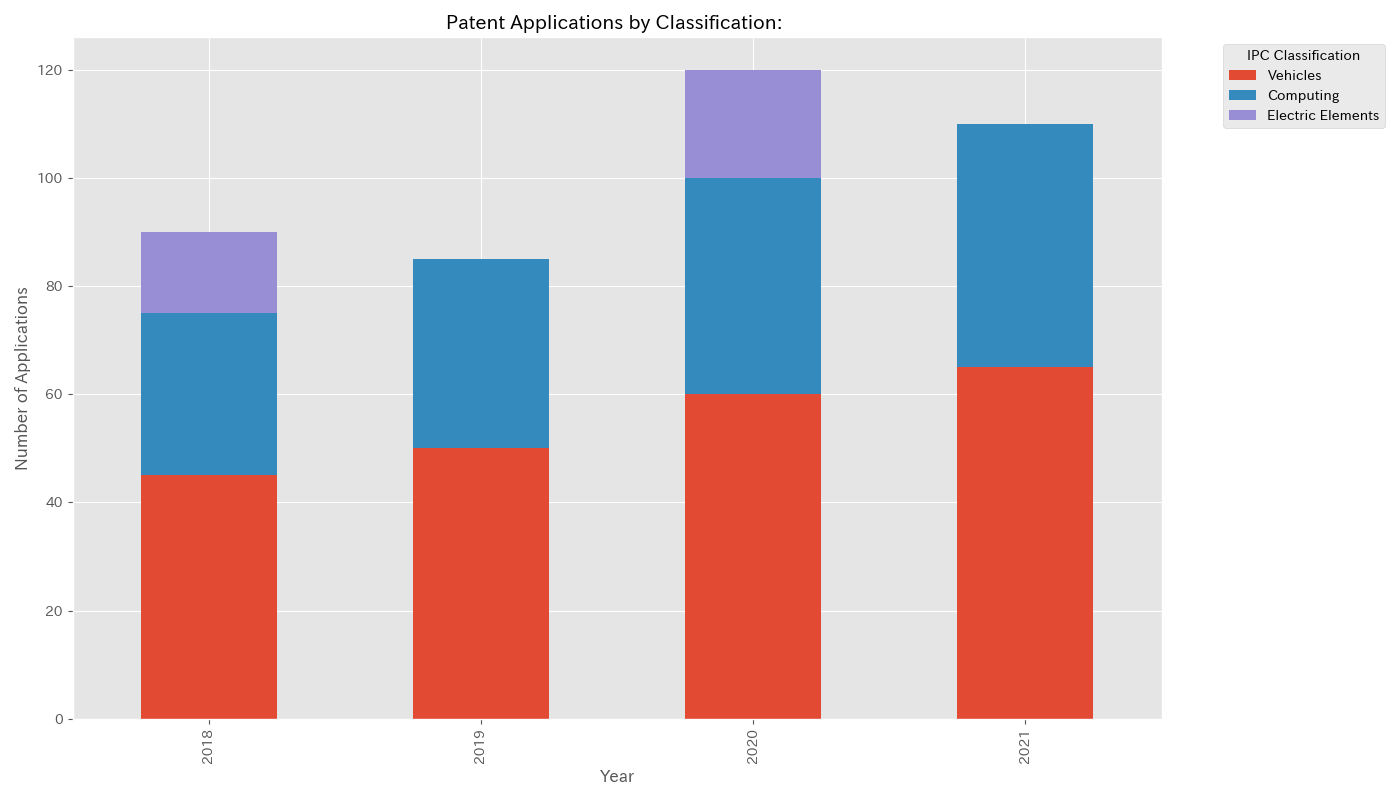 Patent Applications by Classification:
IPC Classification
Vehicles
Computing
Electric Elements
Number of Applications
120
100
80
60
40
20
0
2018
2019
2020
2021
Year